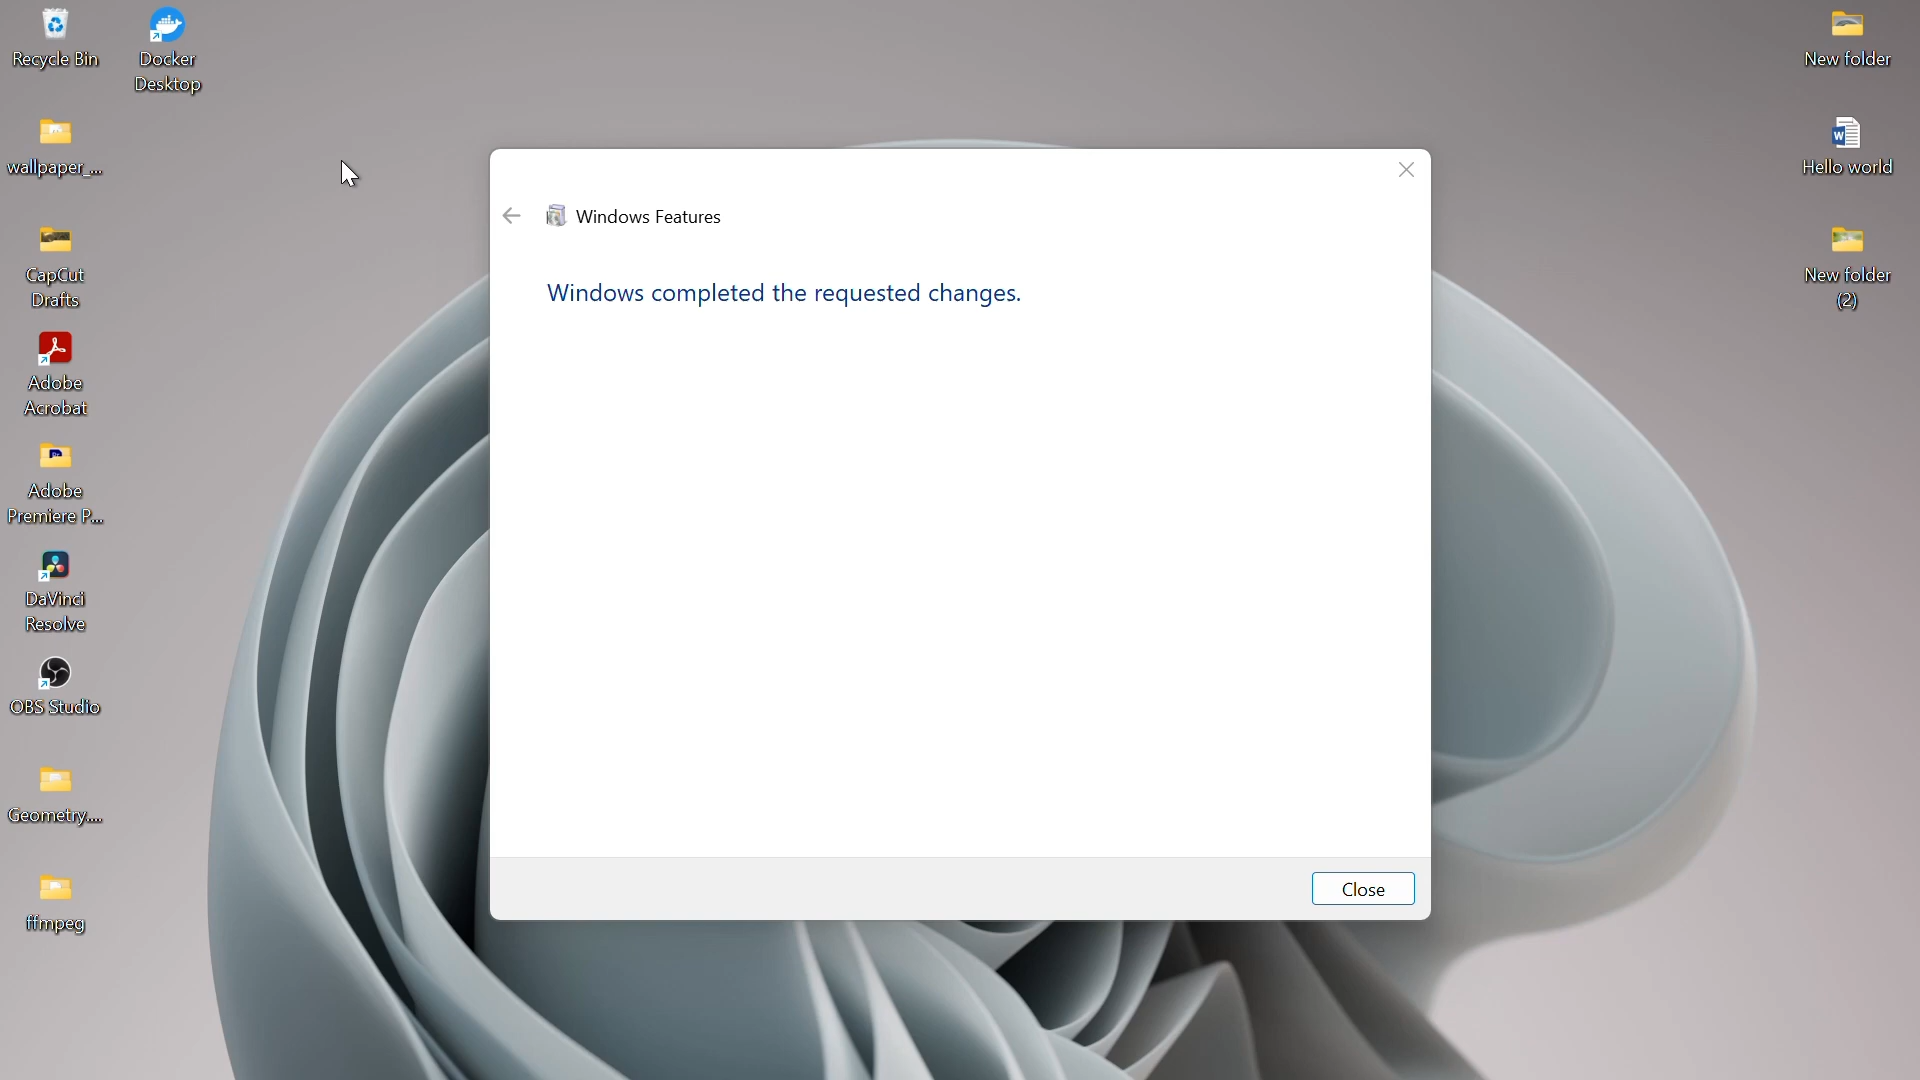 Recycle Bin
Docker
Desktop
wallpaper_...
CapCut
Drafts
Adobe
Acrobat
Adobe
Premiere P...
DaVinci
Resolve
OBS Studio
Geometry....
ffmpeg
Windows Features
Windows completed the requested changes.
Close
New folder
Hello world
New folder
(2)